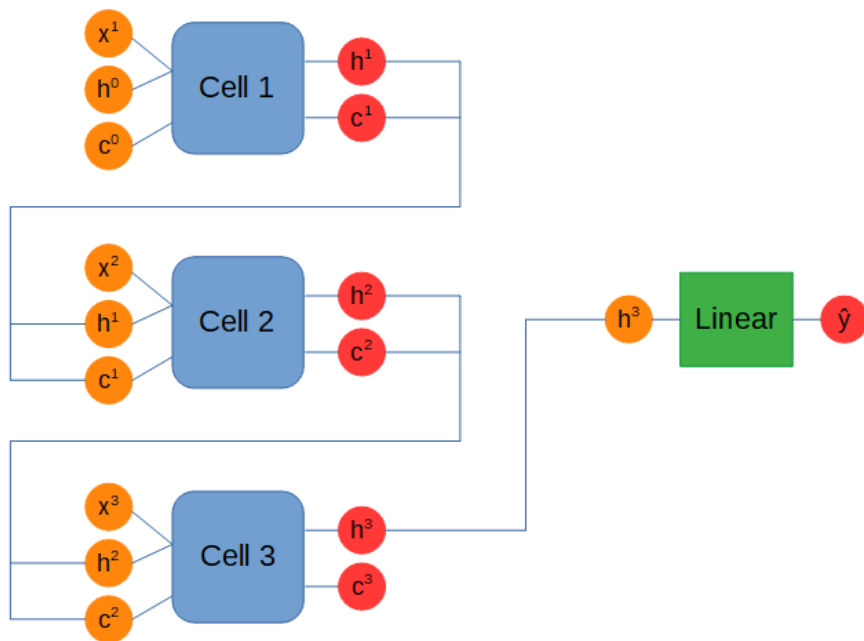 x¹
h⁰
c⁰
Cell 1
h¹
c¹
x²
h¹
c¹
Cell 2
h²
c²
x³
h²
c²
Cell 3
h³
c³
h³
Linear
ŷ